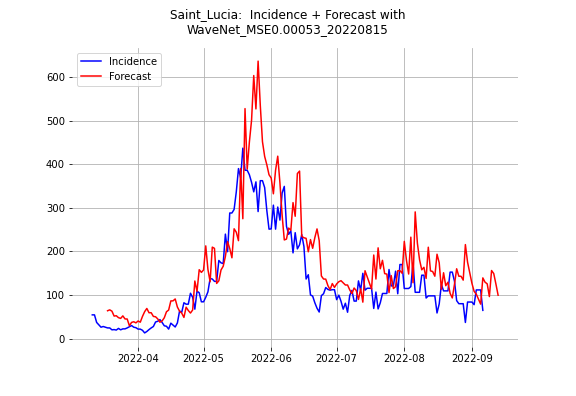 Saint_Lucia:  Incidence + Forecast with
WaveNet_MSE0.00053_20220815
Incidence
Forecast
600
500
400
300
200
100
0
2022-04 2022-05 2022-06 2022-07 2022-08 2022-09